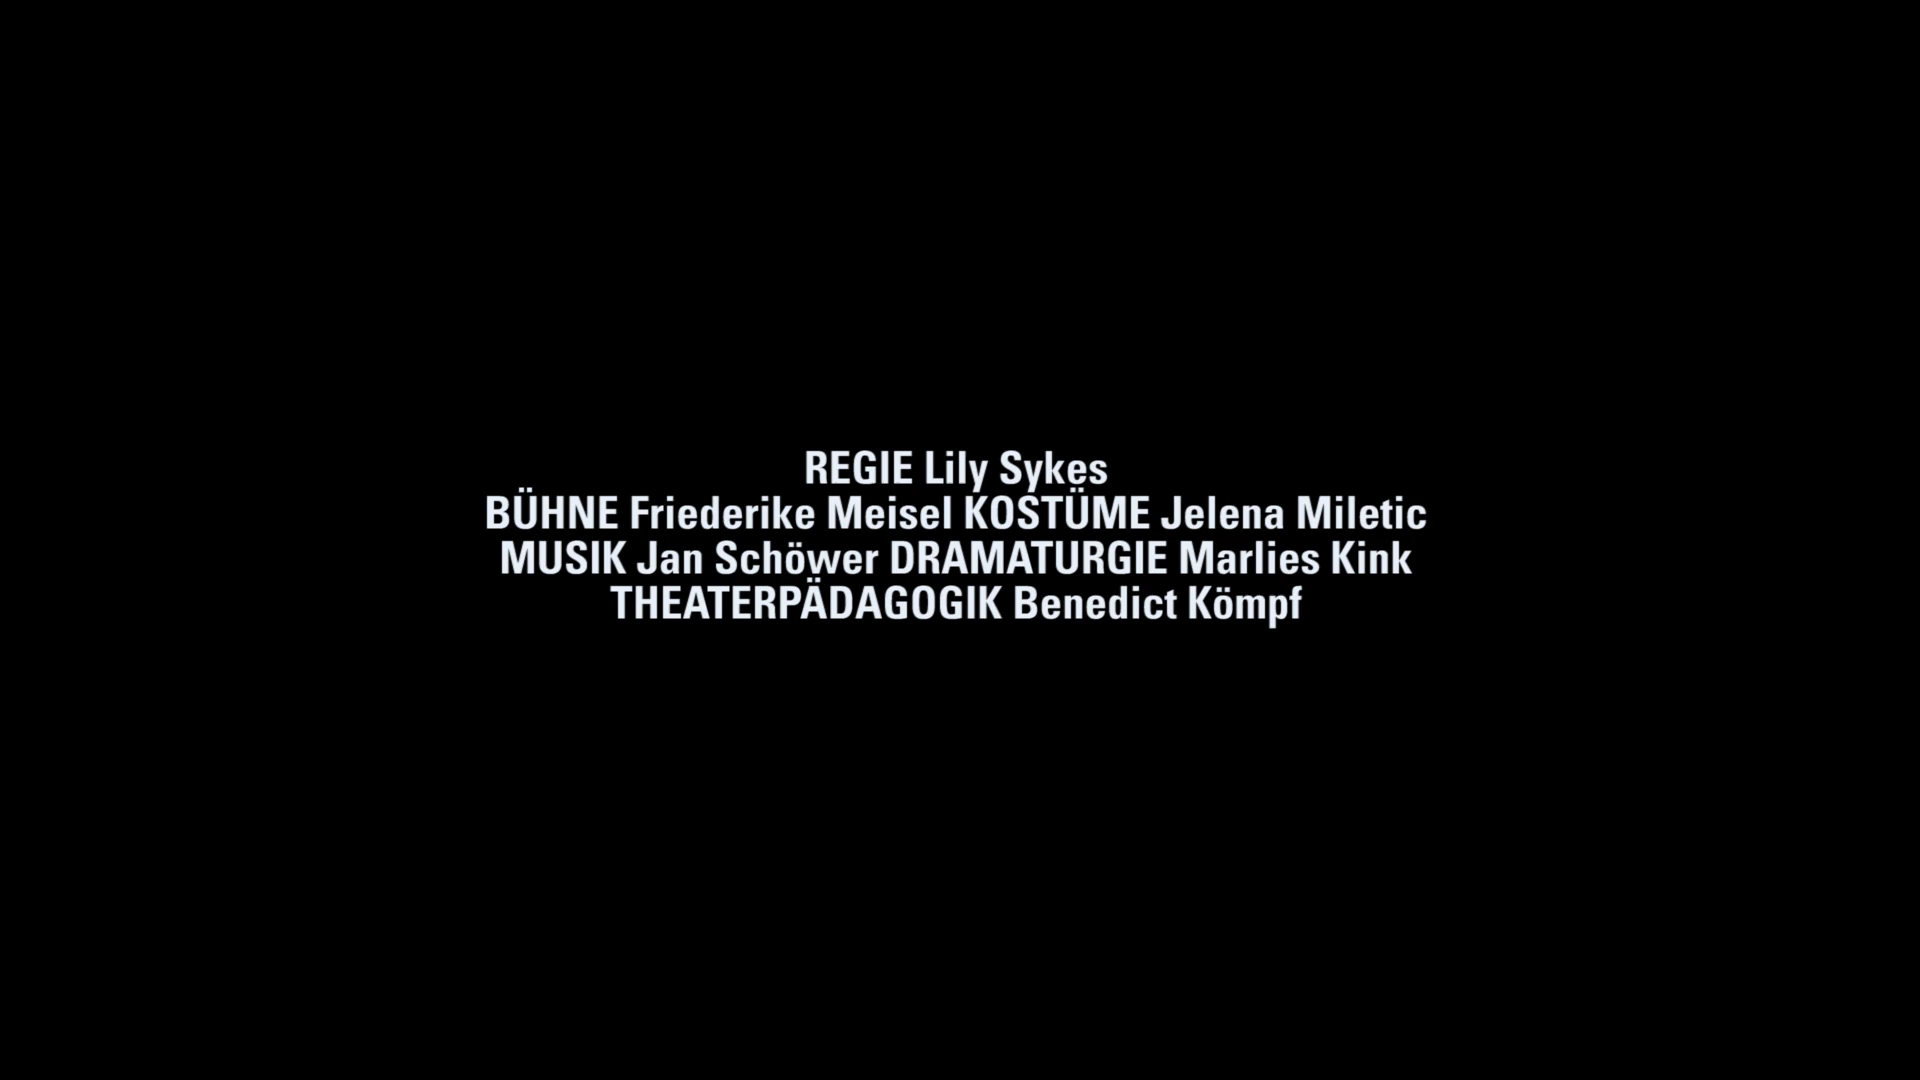 REGIE Lily Sykes
BÜHNE Friederike Meisel KOSTÜME Jelena Miletic
MUSIK Jan Schöwer DRAMATURGIE Marlies Kink
THEATERPÄDAGOGIK Benedict Kömpf